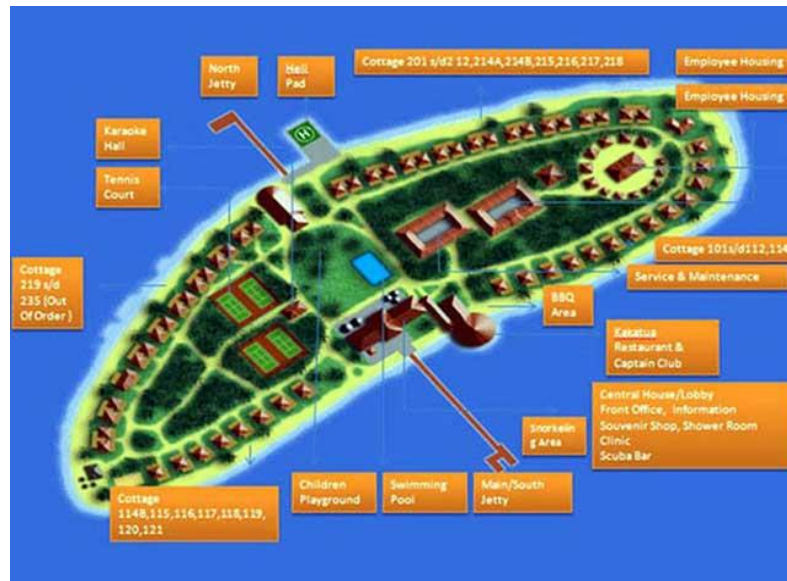 North
Jetty
Heli
Pad
Cottage 201 s/d2 12,214A,214B,215,216,217,218
Employee Housing
Employee Housing
Karaoke
Hall
Tennis
Court
H
Cottage
219 s/d
235 (Out
Of Order )
Cottage 101s/d112,114
Service & Maintenance
BBQ
Area
Kakatua
Restaurant &
Captain Club
Central House/Lobby
Front Office, Information
Souvenir Shop, Shower Room
Clinic
Scuba Bar
Snorkelin
g Area
Cottage
114B,115,116,117,118,119,
120,121
Children
Playground
Swimming
Pool
Main/South
Jetty